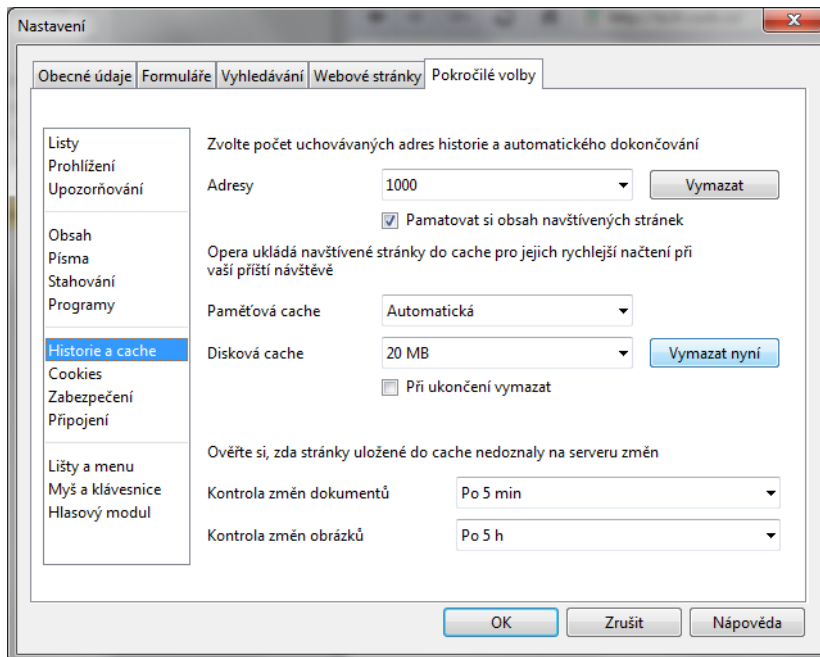 Nastavení
Obecné údaje Formuláře Vyhledávání Webové stránky Pokročilé volby
Listy
Prohlížení
Upozorňování
Obsah
Písma
Stahování
Programy
Historie a cache
Cookies
Zabezpečení
Připojení
Lišty a menu
Myš a klávesnice
Hlasový modul
Zvolte počet uchovávaných adres historie a automatického dokončování
Adresy 1000 Vymazat
Pamatovat si obsah navštívených stránek
Opera ukládá navštívené stránky do cache pro jejich rychlejší načtení při
vaší příští návštěvě
Paměťová cache Automatická
Disková cache 20 MB Vymazat nyní
Při ukončení vymazat
Ověřte si, zda stránky uložené do cache nedoznaly na serveru změn
Kontrola změn dokumentů Po 5 min
Kontrola změn obrázků Po 5 h
OK Zrušit Nápověda